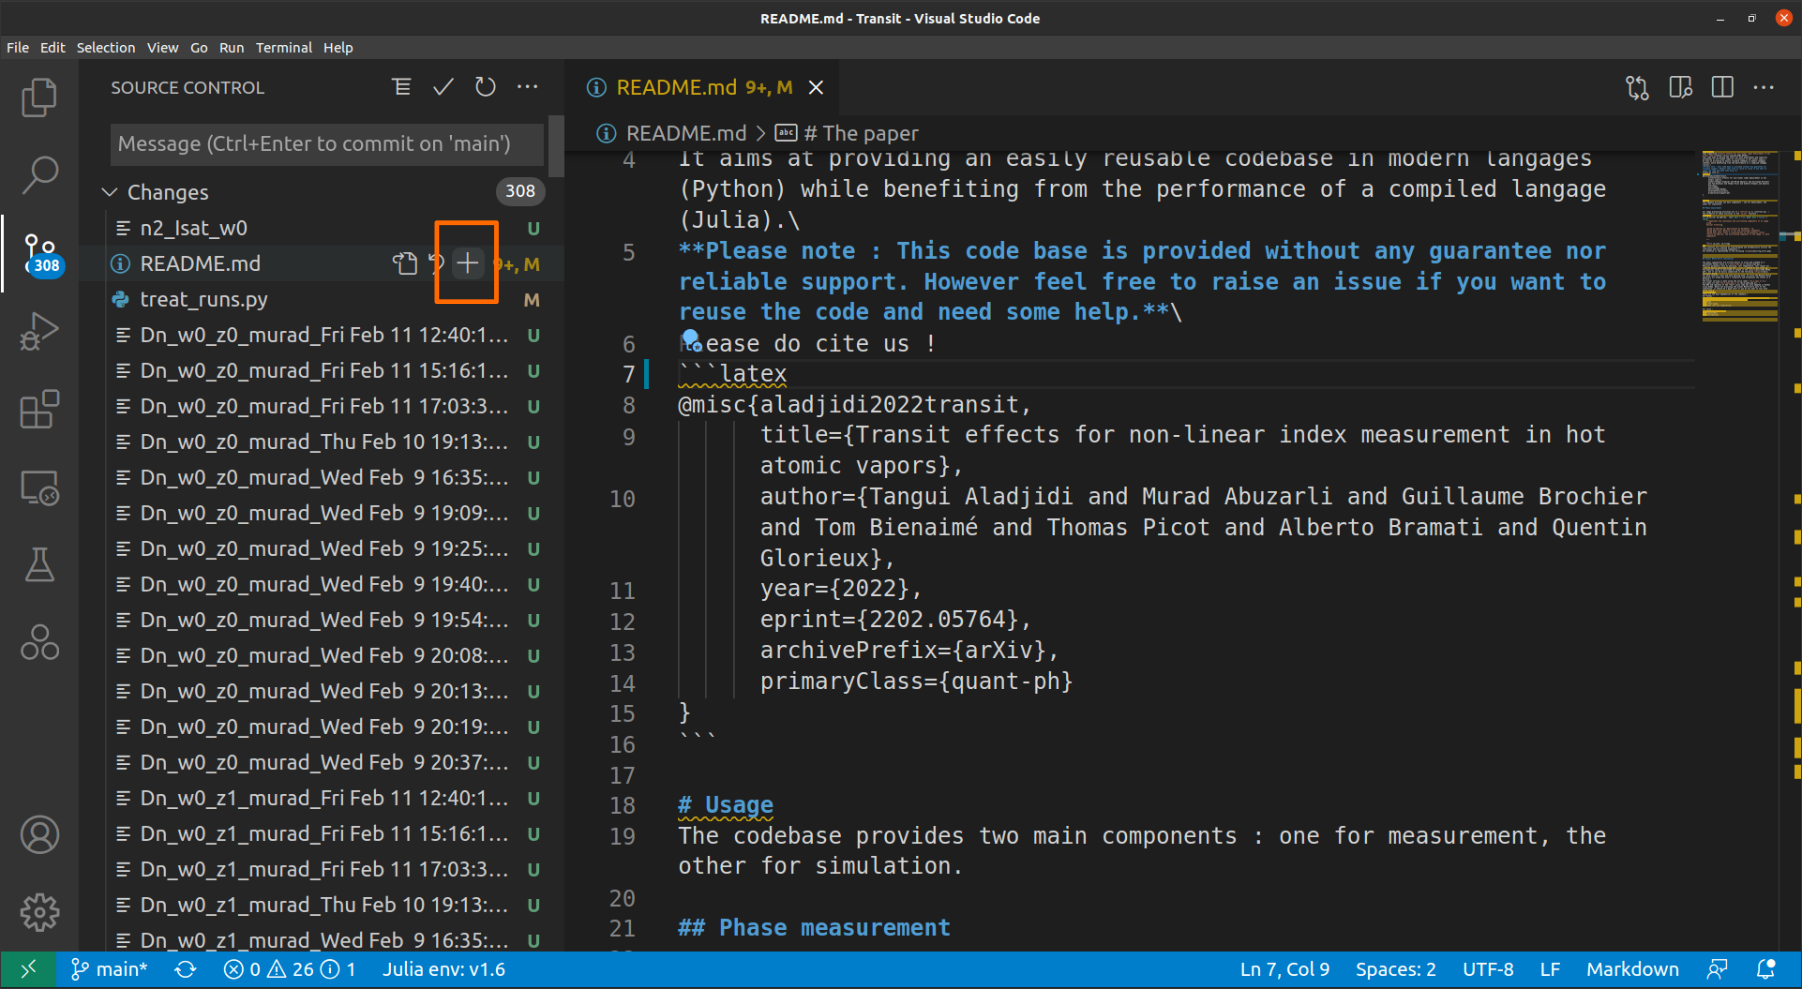 README.md - Transit - Visual Studio Code
File Edit Selection View Go Run Terminal Help
SOURCE CONTROL
Message (Ctrl+Enter to commit on 'main')
Changes 308
n2_lsat_w0 U
README.md 9+, M
treat_runs.py M
Dn_w0_z0_murad_Fri Feb 11 12:40:1... U
Dn_w0_z0_murad_Fri Feb 11 15:16:1... U
Dn_w0_z0_murad_Fri Feb 11 17:03:3... U
Dn_w0_z0_murad_Thu Feb 10 19:13:... U
Dn_w0_z0_murad_Wed Feb  9 16:35:... U
Dn_w0_z0_murad_Wed Feb  9 19:09:... U
Dn_w0_z0_murad_Wed Feb  9 19:25:... U
Dn_w0_z0_murad_Wed Feb  9 19:40:... U
Dn_w0_z0_murad_Wed Feb  9 19:54:... U
Dn_w0_z0_murad_Wed Feb  9 20:08:... U
Dn_w0_z0_murad_Wed Feb  9 20:13:... U
Dn_w0_z0_murad_Wed Feb  9 20:19:... U
Dn_w0_z0_murad_Wed Feb  9 20:37:... U
Dn_w0_z1_murad_Fri Feb 11 12:40:1... U
Dn_w0_z1_murad_Fri Feb 11 15:16:1... U
Dn_w0_z1_murad_Fri Feb 11 17:03:3... U
Dn_w0_z1_murad_Thu Feb 10 19:13:... U
Dn_w0_z1_murad_Wed Feb  9 16:35:... U
308
README.md 9+, M
README.md > abc # The paper
4 It aims at providing an easily reusable codebase in modern langages
(Python) while benefiting from the performance of a compiled langage
(Julia).\
5 **Please note : This code base is provided without any guarantee nor
reliable support. However feel free to raise an issue if you want to
reuse the code and need some help.**\
6 ease do cite us !
7 ```latex
8 @misc{aladjidi2022transit,
9 title={Transit effects for non-linear index measurement in hot
atomic vapors},
10 author={Tangui Aladjidi and Murad Abuzarli and Guillaume Brochier
and Tom Bienaimé and Thomas Picot and Alberto Bramati and Quentin
Glorieux},
11 year={2022},
12 eprint={2202.05764},
13 archivePrefix={arXiv},
14 primaryClass={quant-ph}
15 }
16 ```
17
18 # Usage
19 The codebase provides two main components : one for measurement, the
other for simulation.
20
21 ## Phase measurement
main* 0 26 1 Julia env: v1.6 Ln 7, Col 9 Spaces: 2 UTF-8 LF Markdown